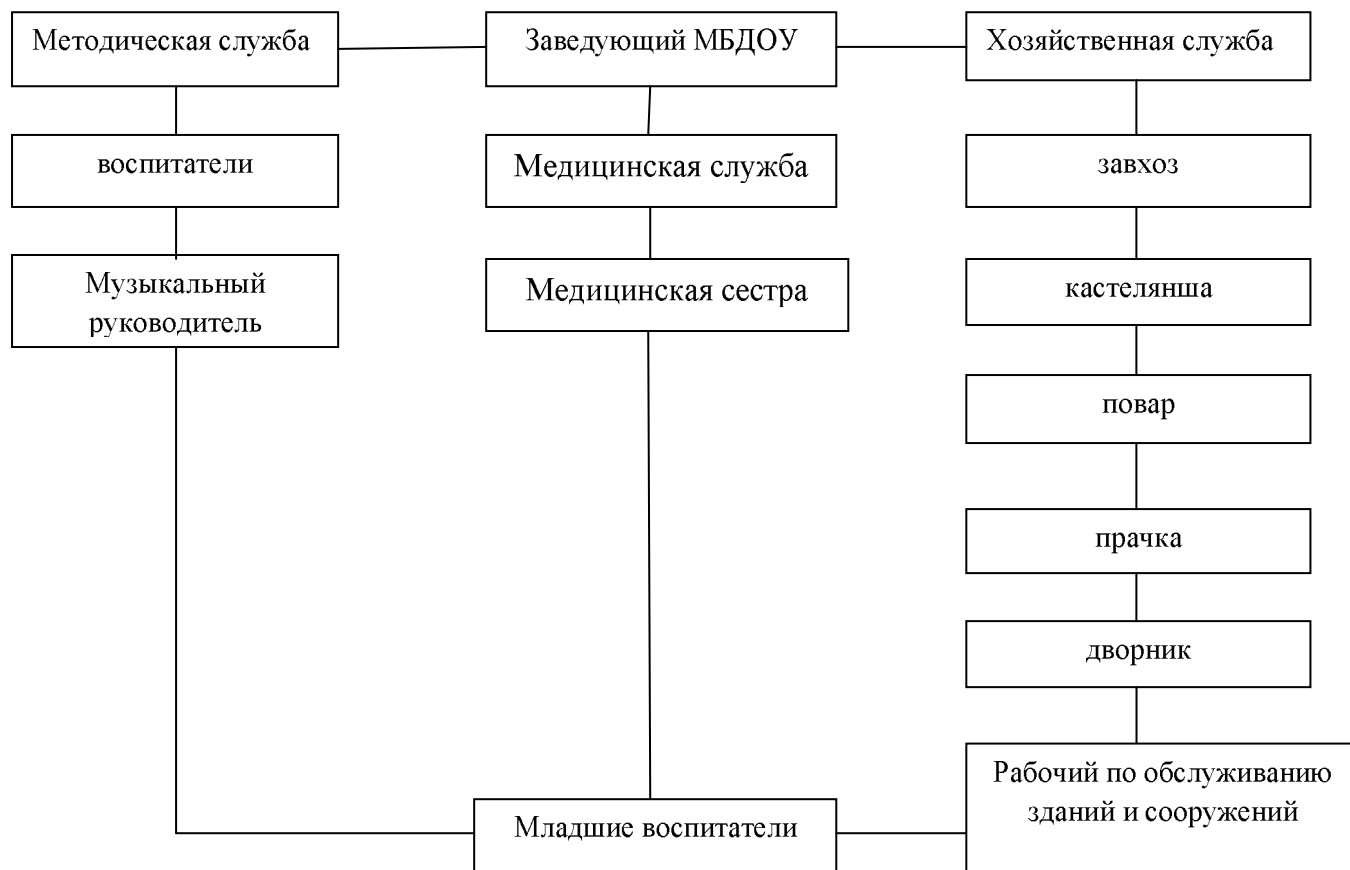 Методическая служба
Заведующий МБДОУ
Хозяйственная служба
воспитатели
Медицинская служба
завхоз
Музыкальный
руководитель
Медицинская сестра
кастелянша
повар
прачка
дворник
Рабочий по обслуживанию
зданий и сооружений
Младшие воспитатели